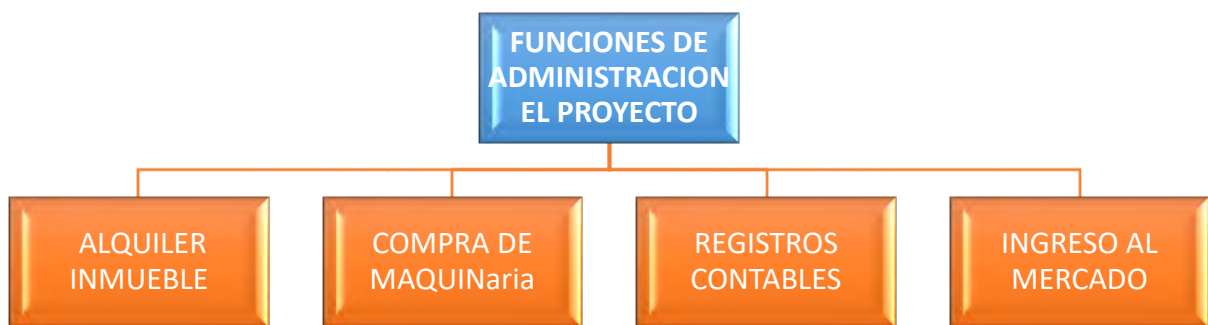 FUNCIONES DE
ADMINISTRACION
EL PROYECTO
ALQUILER
INMUEBLE
COMPRA DE
MAQUINaria
REGISTROS
CONTABLES
INGRESO AL
MERCADO